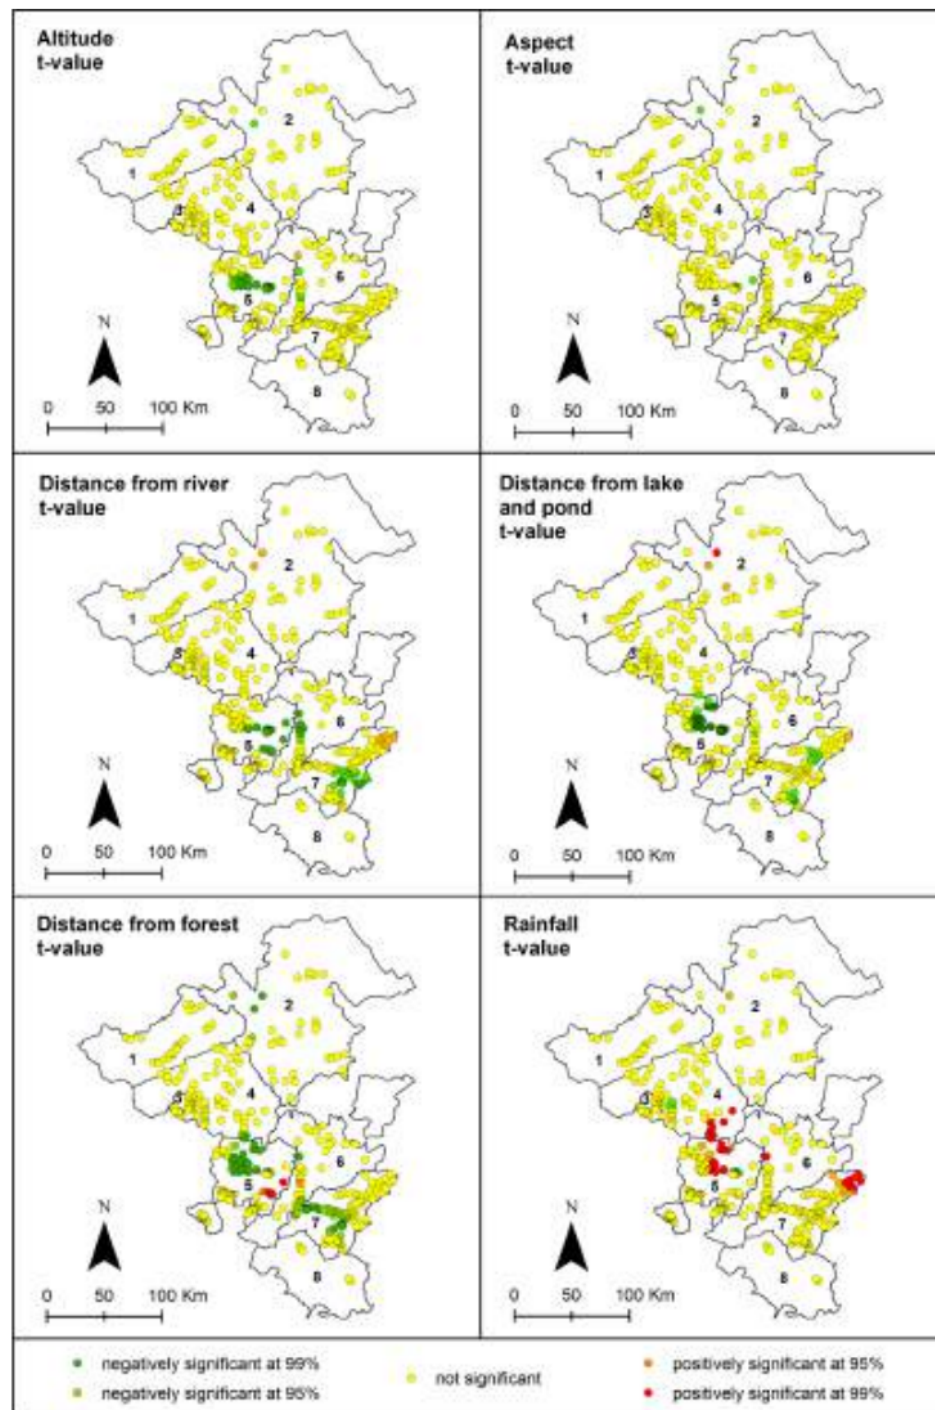 Altitude
t-value
2
1
3
4
6
5
7
8
N
0 50 100 Km
Aspect
t-value
2
1
3
4
6
5
7
8
N
0 50 100 Km
Distance from river
t-value
2
1
3
4
6
5
7
8
N
0 50 100 Km
Distance from lake
and pond
t-value
2
1
3
4
6
5
7
8
N
0 50 100 Km
Distance from forest
t-value
2
1
3
4
6
5
7
8
N
0 50 100 Km
Rainfall
t-value
2
1
3
4
6
5
7
8
N
0 50 100 Km
negatively significant at 99%
negatively significant at 95%
not significant
positively significant at 95%
positively significant at 99%